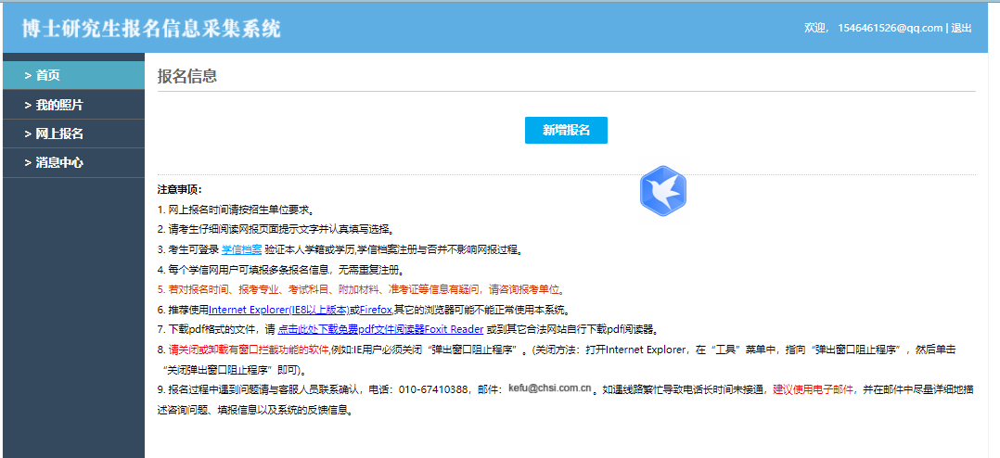 博士研究生报名信息采集系统
欢迎， 1546461526@qq.com | 退出
> 首页
> 我的照片
> 网上报名
> 消息中心
报名信息
新增报名
注意事项：
1. 网上报名时间请按招生单位要求。
2. 请考生仔细阅读网报页面提示文字并认真填写选择。
3. 考生可登录 学信档案 验证本人学籍或学历,学信档案注册与否并不影响网报过程。
4. 每个学信网用户可填报多条报名信息，无需重复注册。
5. 若对报名时间、报考专业、考试科目、附加材料、准考证等信息有疑问，请咨询报考单位。
6. 推荐使用Internet Explorer(IE8以上版本)或Firefox,其它的浏览器可能不能正常使用本系统。
7. 下载pdf格式的文件，请 点击此处下载免费pdf文件阅读器Foxit Reader 或到其它合法网站自行下载pdf阅读器。
8. 请关闭或卸载有窗口拦截功能的软件,例如:IE用户必须关闭“弹出窗口阻止程序”。(关闭方法：打开Internet Explorer，在“工具”菜单中，指向“弹出窗口阻止程序”，然后单击
“关闭弹出窗口阻止程序”即可)。
9. 报名过程中遇到问题请与客服人员联系确认，电话：010-67410388，邮件：kefu@chsi.com.cn 。如逢线路繁忙导致电话长时间未接通，建议使用电子邮件，并在邮件中尽量详细地描
述咨询问题、填报信息以及系统的反馈信息。